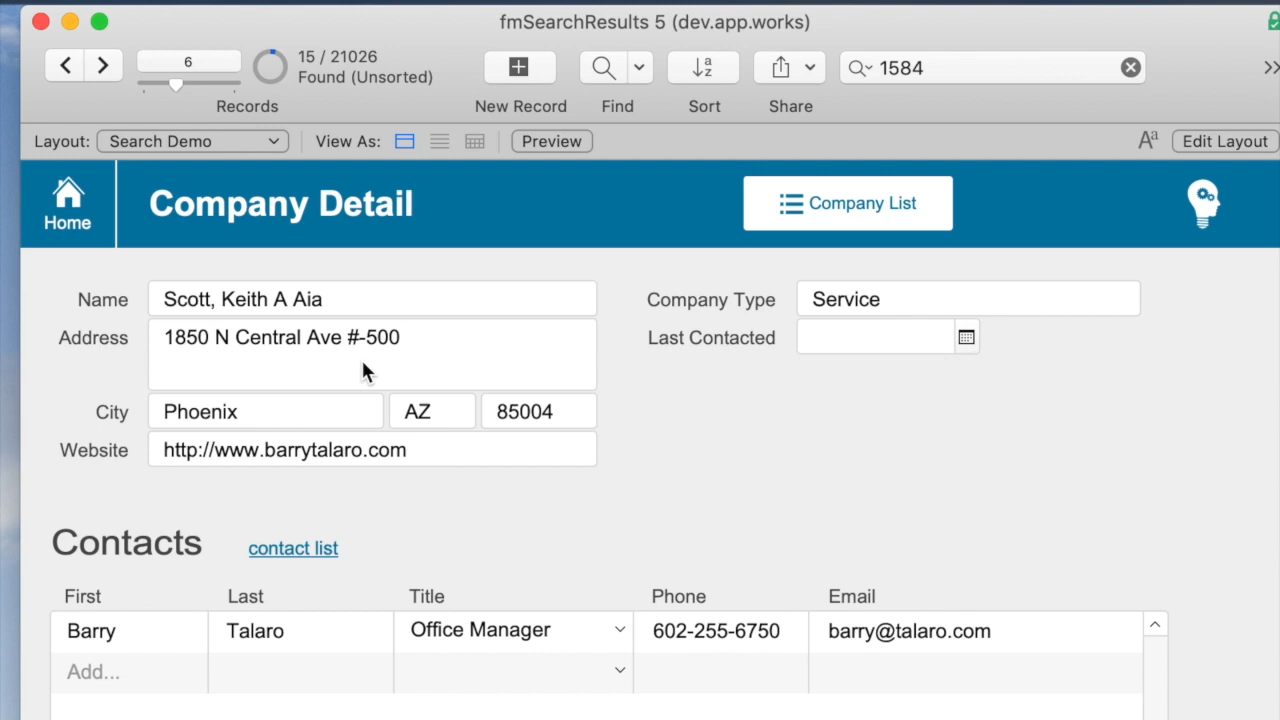 fmSearchResults 5 (dev.app.works)
6
15 / 21026
Found (Unsorted)
1584
Records
New Record
Find
Sort
Share
Layout:
Search Demo
View As:
Preview
Aa
Edit Layout
Home
Company Detail
Company List
Name
Scott, Keith A Aia
Company Type
Service
Address
1850 N Central Ave #-500
Last Contacted
City
Phoenix
AZ
85004
Website
http://www.barrytalaro.com
Contacts
contact list
First
Last
Title
Phone
Email
Barry
Talaro
Office Manager
602-255-6750
barry@talaro.com
Add...